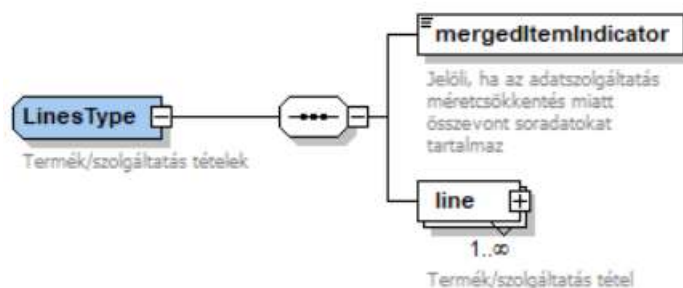 mergedItemIndicator
Jelöli, ha az adatszolgáltatás
méretcsökkentés miatt
összevont soradatokat
tartalmaz
LinesType
Termék/szolgáltatás tételek
line
1..∞
Termék/szolgáltatás tétel